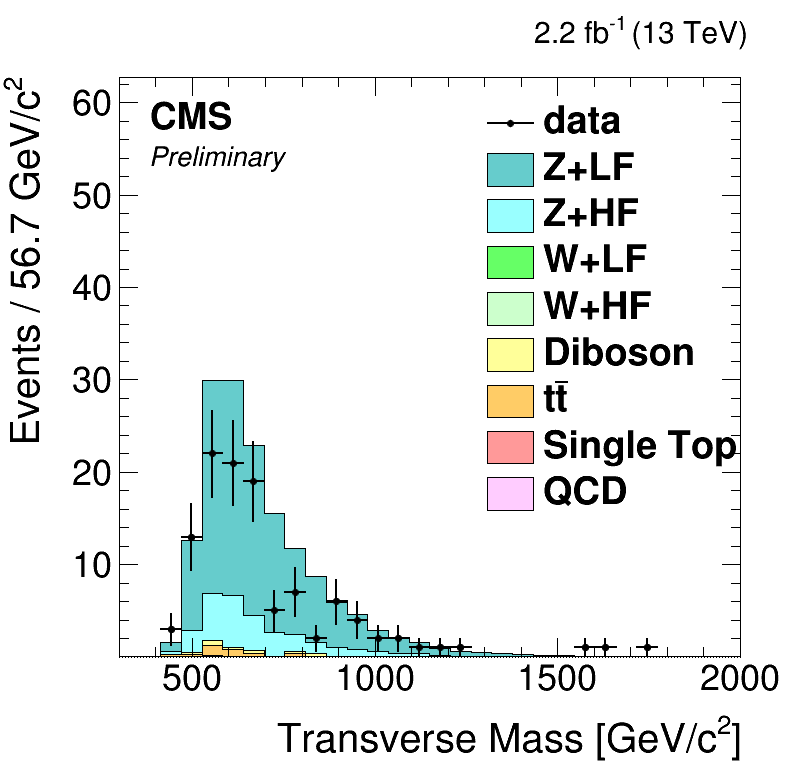 2.2 fb⁻¹ (13 TeV)
CMS
Preliminary
data
Z+LF
Z+HF
W+LF
W+HF
Diboson
tt̄
Single Top
QCD
Events / 56.7 GeV/c²
60
50
40
30
20
10
500 1000 1500 2000
Transverse Mass [GeV/c²]